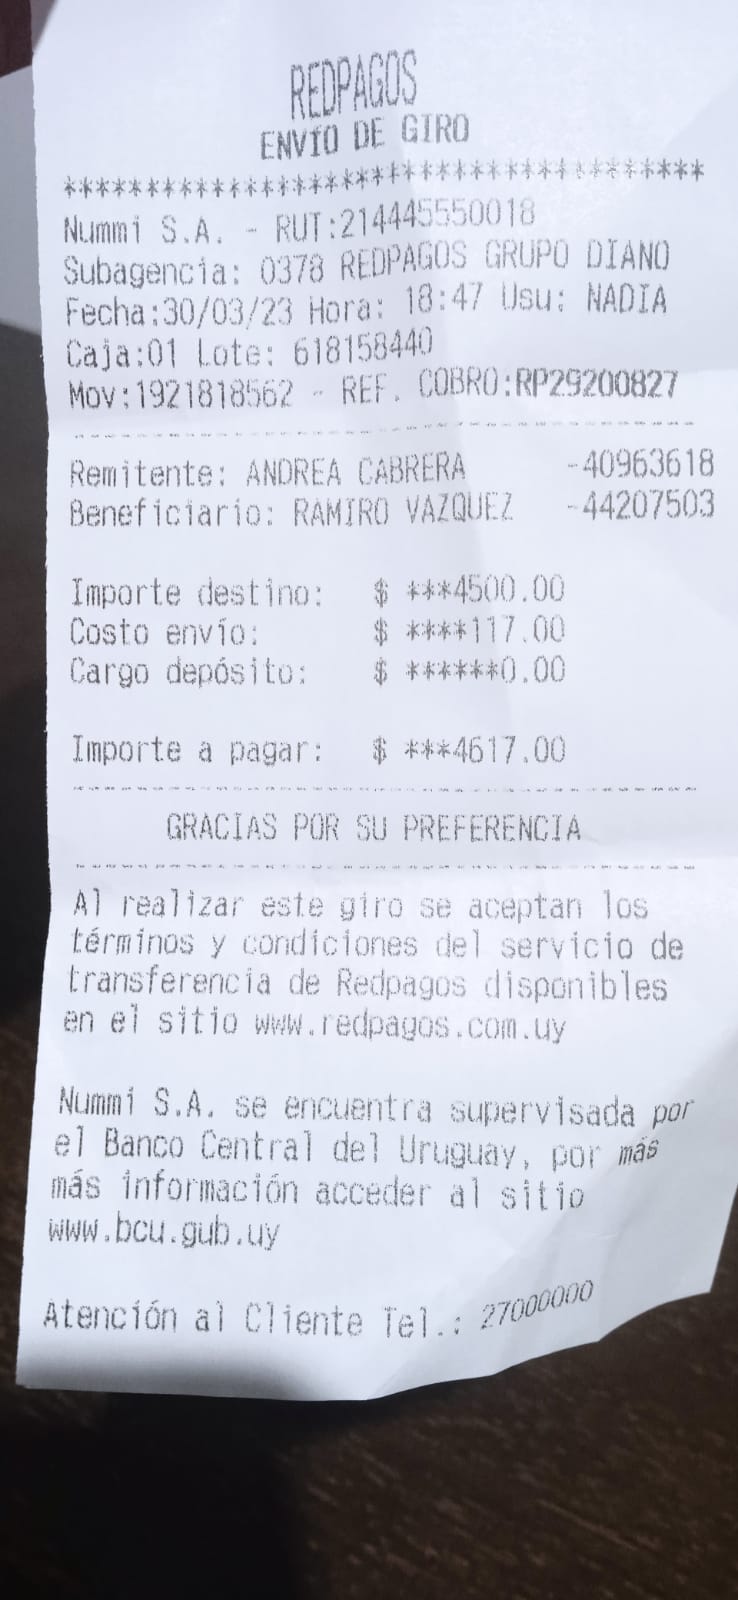 REDPAGOS
ENVÍO DE GIRO
***************************************
Nummi S.A. - RUT:214445550018
Subagencia: 0378 REDPAGOS GRUPO DIANO
Fecha:30/03/23 Hora: 18:47 Usu: NADIA
Caja:01 Lote: 618158440
Mov:1921818562 - REF. COBRO:RP29200827
---------------------------------------
Remitente: ANDREA CABRERA -40963618
Beneficiario: RAMIRO VAZQUEZ -44207503
Importe destino: $ ***4500.00
Costo envío: $ ****117.00
Cargo depósito: $ ******0.00
Importe a pagar: $ ***4617.00
---------------------------------------
GRACIAS POR SU PREFERENCIA
---------------------------------------
Al realizar este giro se aceptan los
términos y condiciones del servicio de
transferencia de Redpagos disponibles
en el sitio www.redpagos.com.uy
Nummi S.A. se encuentra supervisada por
el Banco Central del Uruguay, por más
más información acceder al sitio
www.bcu.gub.uy
Atención al Cliente Tel.: 27000000